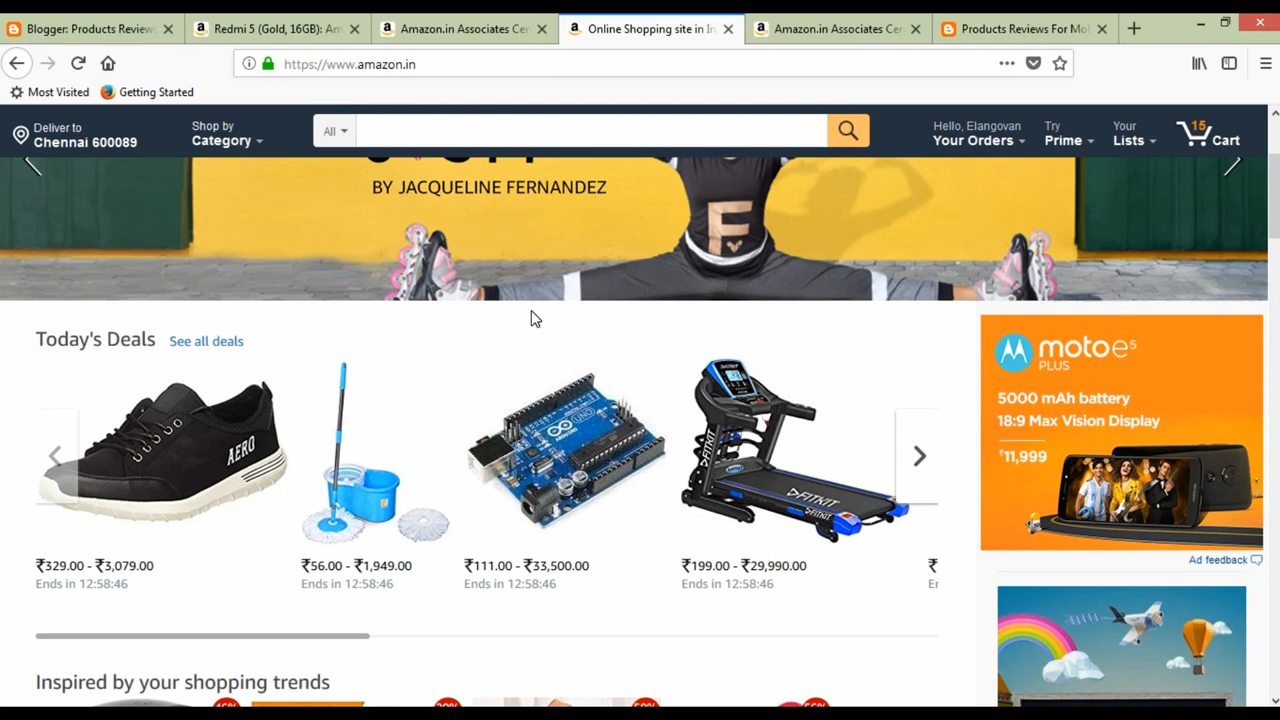 Blogger: Products Reviews
Redmi 5 (Gold, 16GB): Am
Amazon.in Associates Cen
Online Shopping site in In
Amazon.in Associates Cen
Products Reviews For Mo
https://www.amazon.in
Most Visited
Getting Started
Deliver to
Chennai 600089
Shop by
Category
All
Hello, Elangovan
Your Orders
Try
Prime
Your
Lists
15
Cart
BY JACQUELINE FERNANDEZ
F
Today's Deals See all deals
AERO
UNO
ARDUINO
FITKIT
FITKIT
FITKIT
₹329.00 - ₹3,079.00
Ends in 12:58:46
₹56.00 - ₹1,949.00
Ends in 12:58:46
₹111.00 - ₹33,500.00
Ends in 12:58:46
₹199.00 - ₹29,990.00
Ends in 12:58:46
moto e5
PLUS
5000 mAh battery
18:9 Max Vision Display
₹11,999
Ad feedback
Inspired by your shopping trends